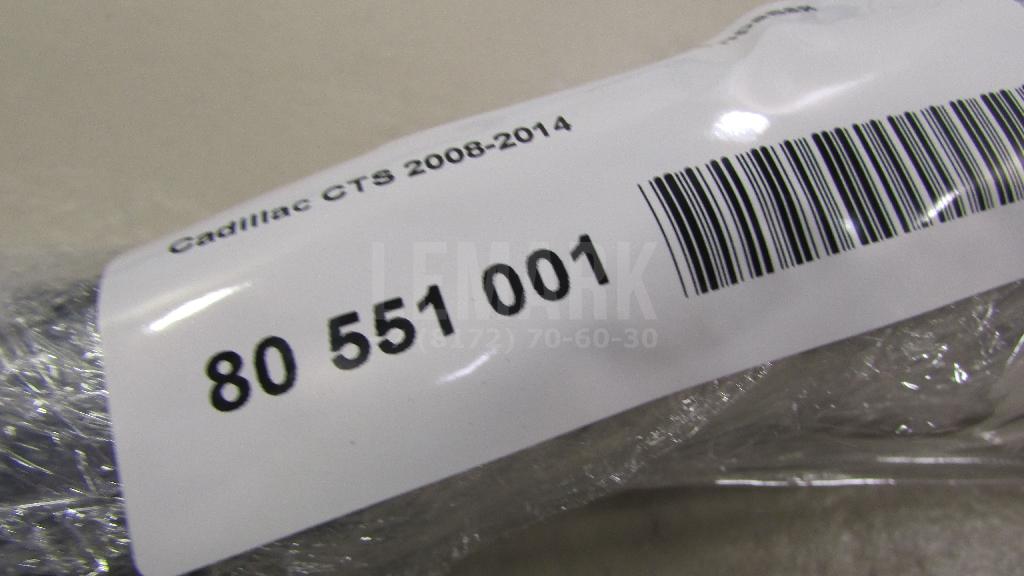 Cadillac CTS 2008-2014
80 551 001
LEMARK
(8172) 70-60-30